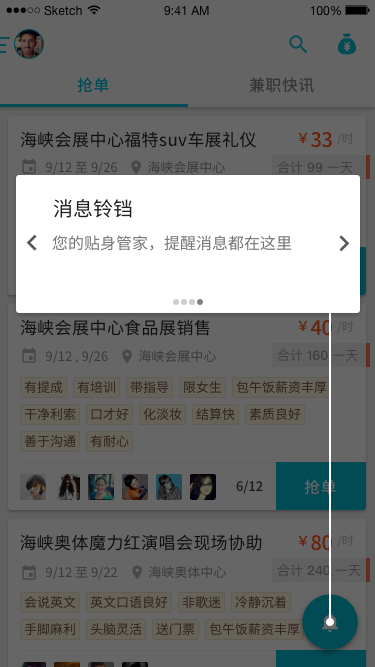 Sketch 9:41 AM 100%
抢单 兼职快讯
海峡会展中心福特suv车展礼仪 ¥33 /时
9/12 至 9/26 海峡会展中心 合计 99 一天
消息铃铛
您的贴身管家，提醒消息都在这里
海峡会展中心食品展销售 ¥40 /时
9/12 , 9/26 海峡会展中心 合计 160 一天
有提成 有培训 带指导 限女生 包午饭薪资丰厚
干净利索 口才好 化淡妆 结算快 素质良好
善于沟通 有耐心
6/12 抢单
海峡奥体魔力红演唱会现场协助 ¥80 /时
9/12 至 9/22 海峡奥体中心 合计 240 一天
会说英文 英文口语良好 非歌迷 冷静沉着
手脚麻利 头脑灵活 送门票 包午饭薪资丰厚